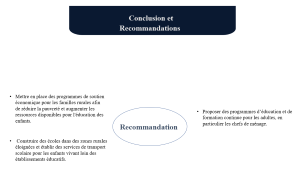 Conclusion et
Recommandations
• Mettre en place des programmes de soutien
économique pour les familles rurales afin
de réduire la pauvreté et augmenter les
ressources disponibles pour l'éducation des
enfants.
• Construire des écoles dans des zones rurales
éloignées et établir des services de transport
scolaire pour les enfants vivant loin des
établissements éducatifs.
Recommandation
• Proposer des programmes d'éducation et de
formation continue pour les adultes, en
particulier les chefs de ménage.